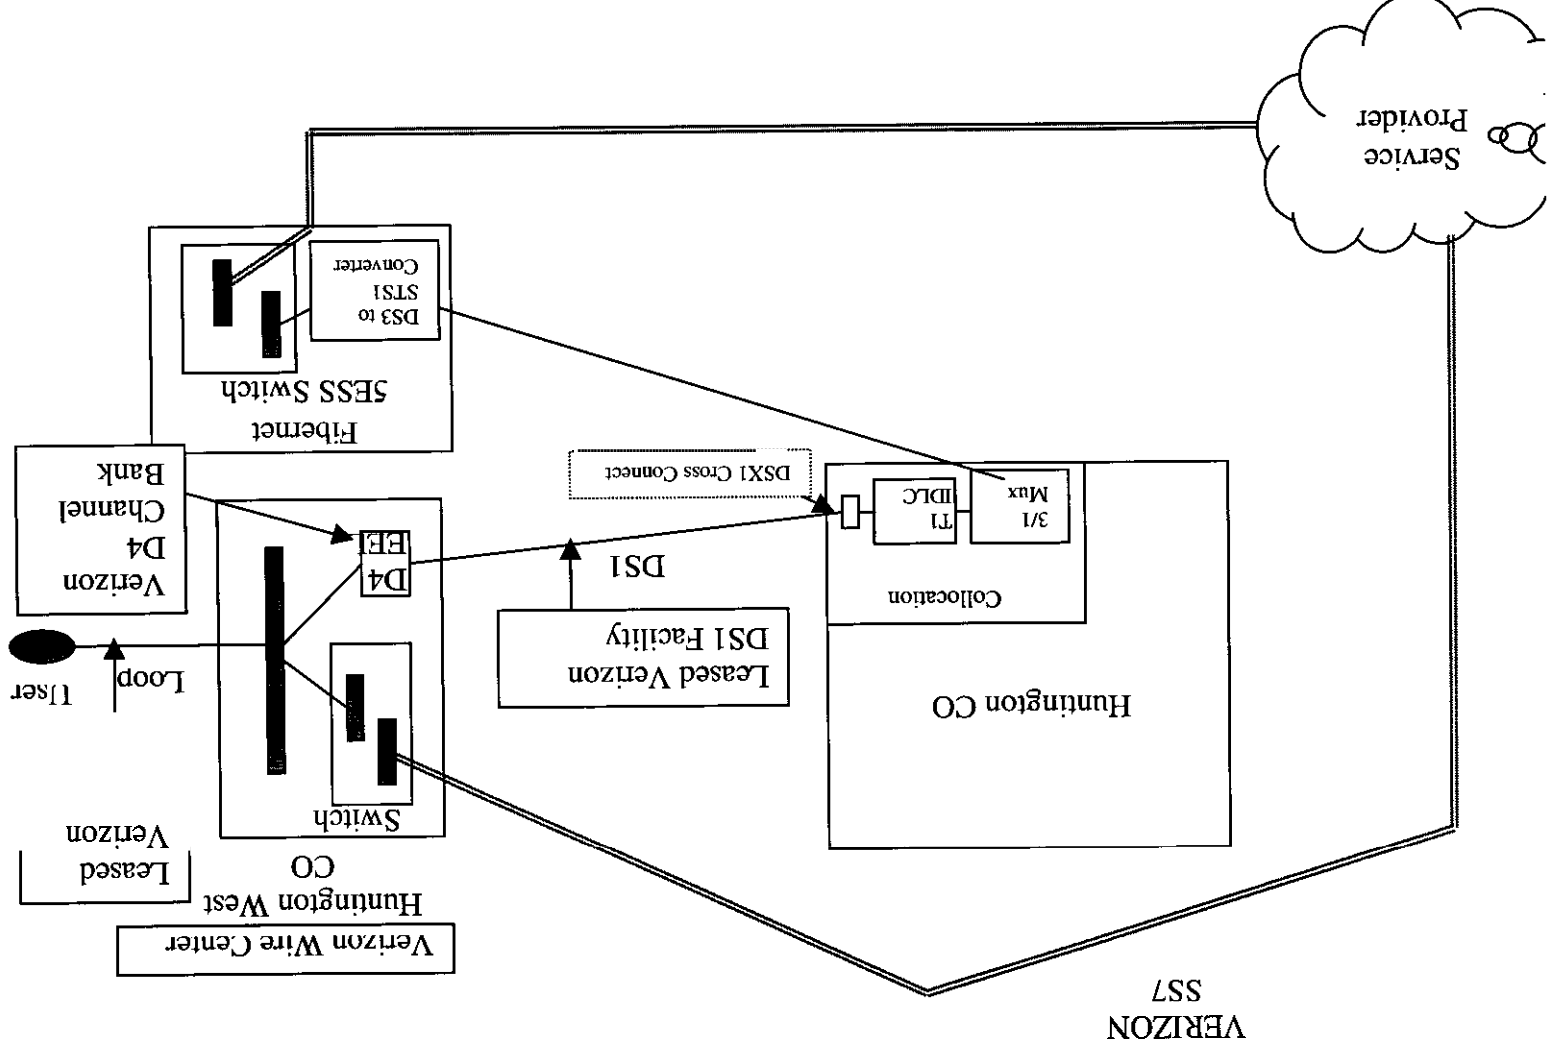 VERIZON
SS7
Verizon Wire Center
Huntington West
CO
Leased
Verizon
Switch
Loop
User
Huntington CO
Leased Verizon
DS1 Facility
DS1
Collocation
3/1
Mux
T1
IDLC
DSX1 Cross Connect
D4
EEI
Verizon
D4
Channel
Bank
Fibernet
5ESS Switch
DS3 to
STS1
Converter
Service
Provider